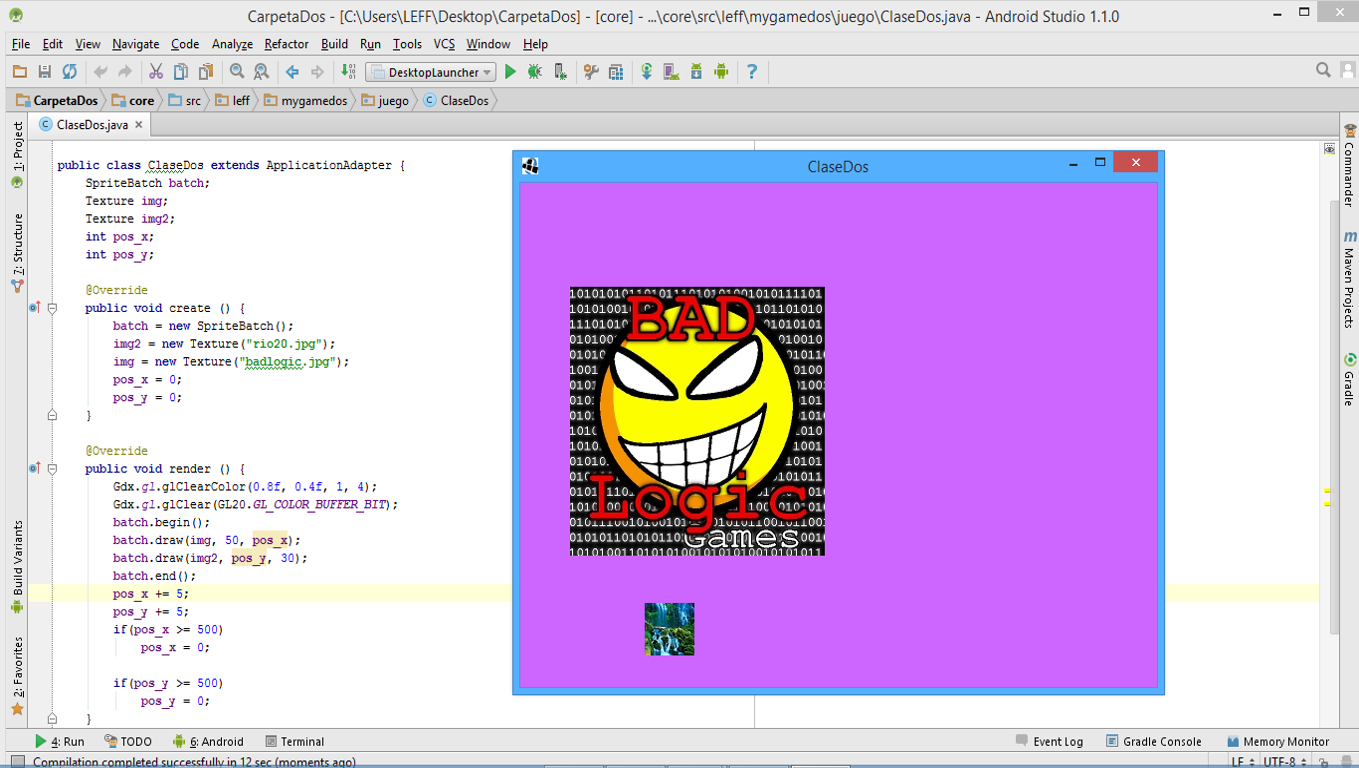 CarpetaDos - [C:\Users\LEFF\Desktop\CarpetaDos] - [core] - ...\core\src\leff\mygamedos\juego\ClaseDos.java - Android Studio 1.1.0
File Edit View Navigate Code Analyze Refactor Build Run Tools VCS Window Help
DesktopLauncher
CarpetaDos core src leff mygamedos juego ClaseDos
ClaseDos.java
1: Project
7: Structure
Build Variants
2: Favorites
public class ClaseDos extends ApplicationAdapter {
SpriteBatch batch;
Texture img;
Texture img2;
int pos_x;
int pos_y;
@Override
public void create () {
batch = new SpriteBatch();
img2 = new Texture("rio20.jpg");
img = new Texture("badlogic.jpg");
pos_x = 0;
pos_y = 0;
}
@Override
public void render () {
Gdx.gl.glClearColor(0.8f, 0.4f, 1, 4);
Gdx.gl.glClear(GL20.GL_COLOR_BUFFER_BIT);
batch.begin();
batch.draw(img, 50, pos_x);
batch.draw(img2, pos_y, 30);
batch.end();
pos_x += 5;
pos_y += 5;
if(pos_x >= 500)
pos_x = 0;
if(pos_y >= 500)
pos_y = 0;
}
ClaseDos
BAD
Logic
Games
Commander
Maven Projects
Gradle
4: Run TODO 6: Android Terminal Event Log Gradle Console Memory Monitor
Compilation completed successfully in 12 sec (moments ago) LF UTF-8